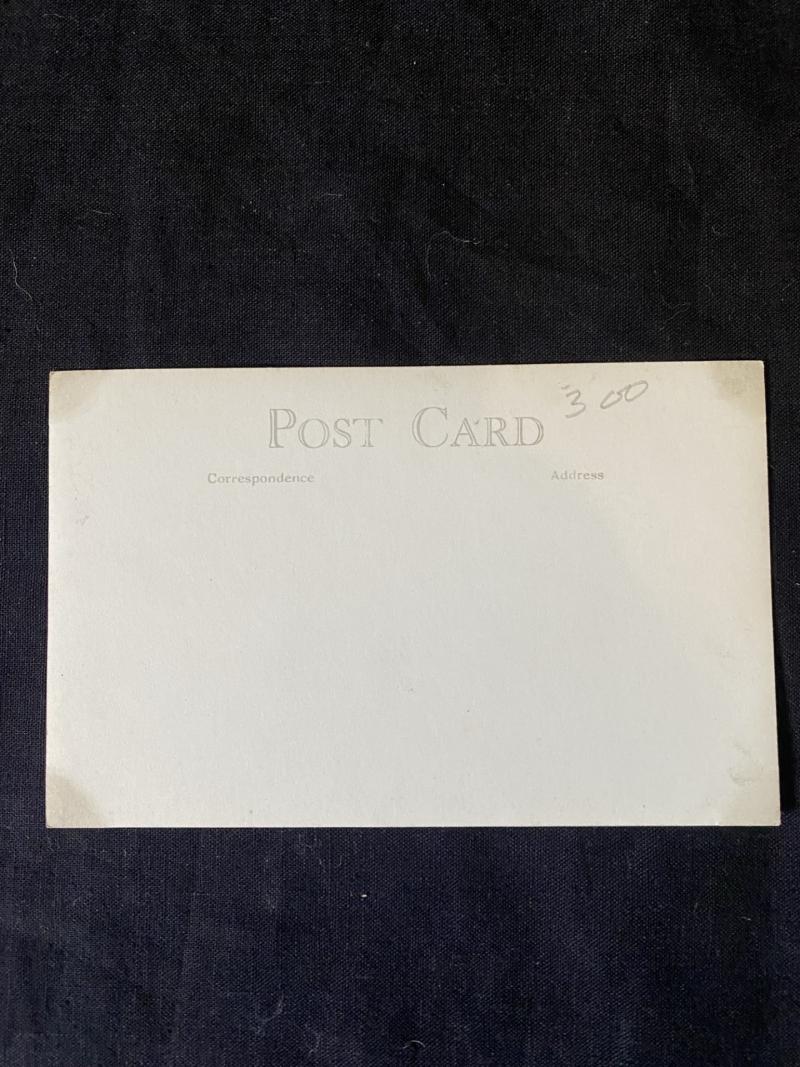 POST CARD
3 00
Correspondence Address